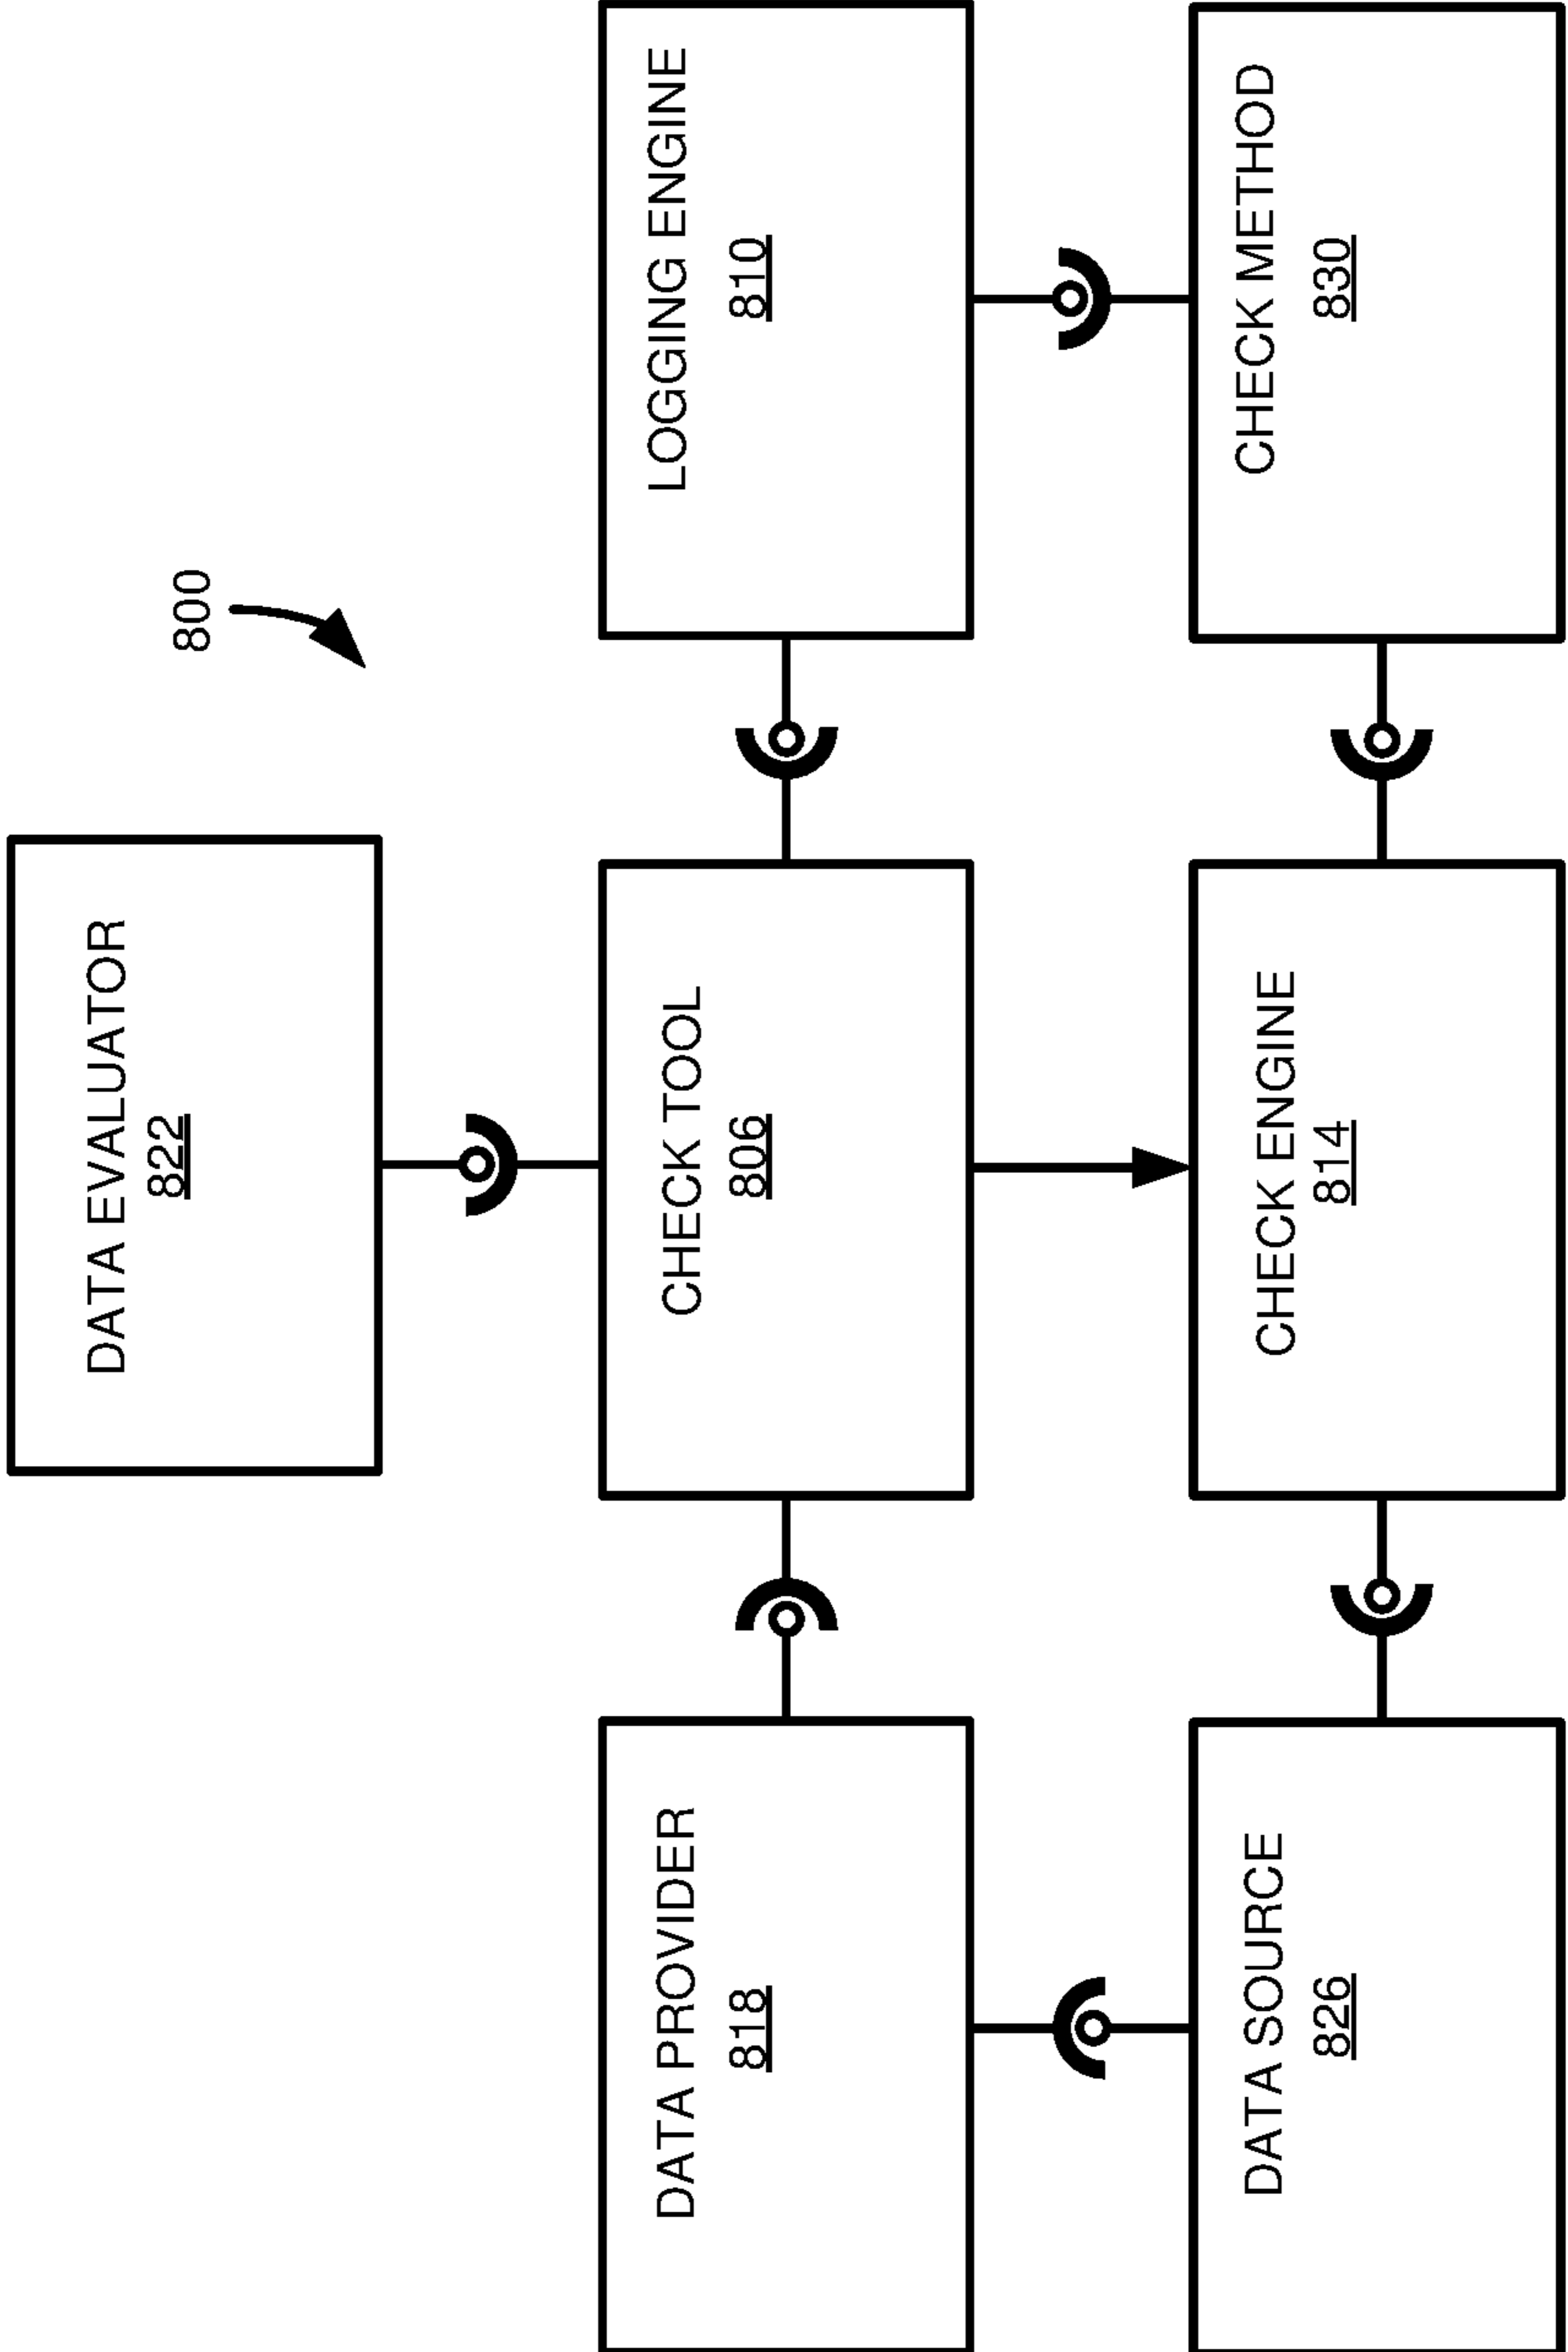 800
DATA EVALUATOR
822
DATA PROVIDER
818
CHECK TOOL
806
LOGGING ENGINE
810
DATA SOURCE
826
CHECK ENGINE
814
CHECK METHOD
830